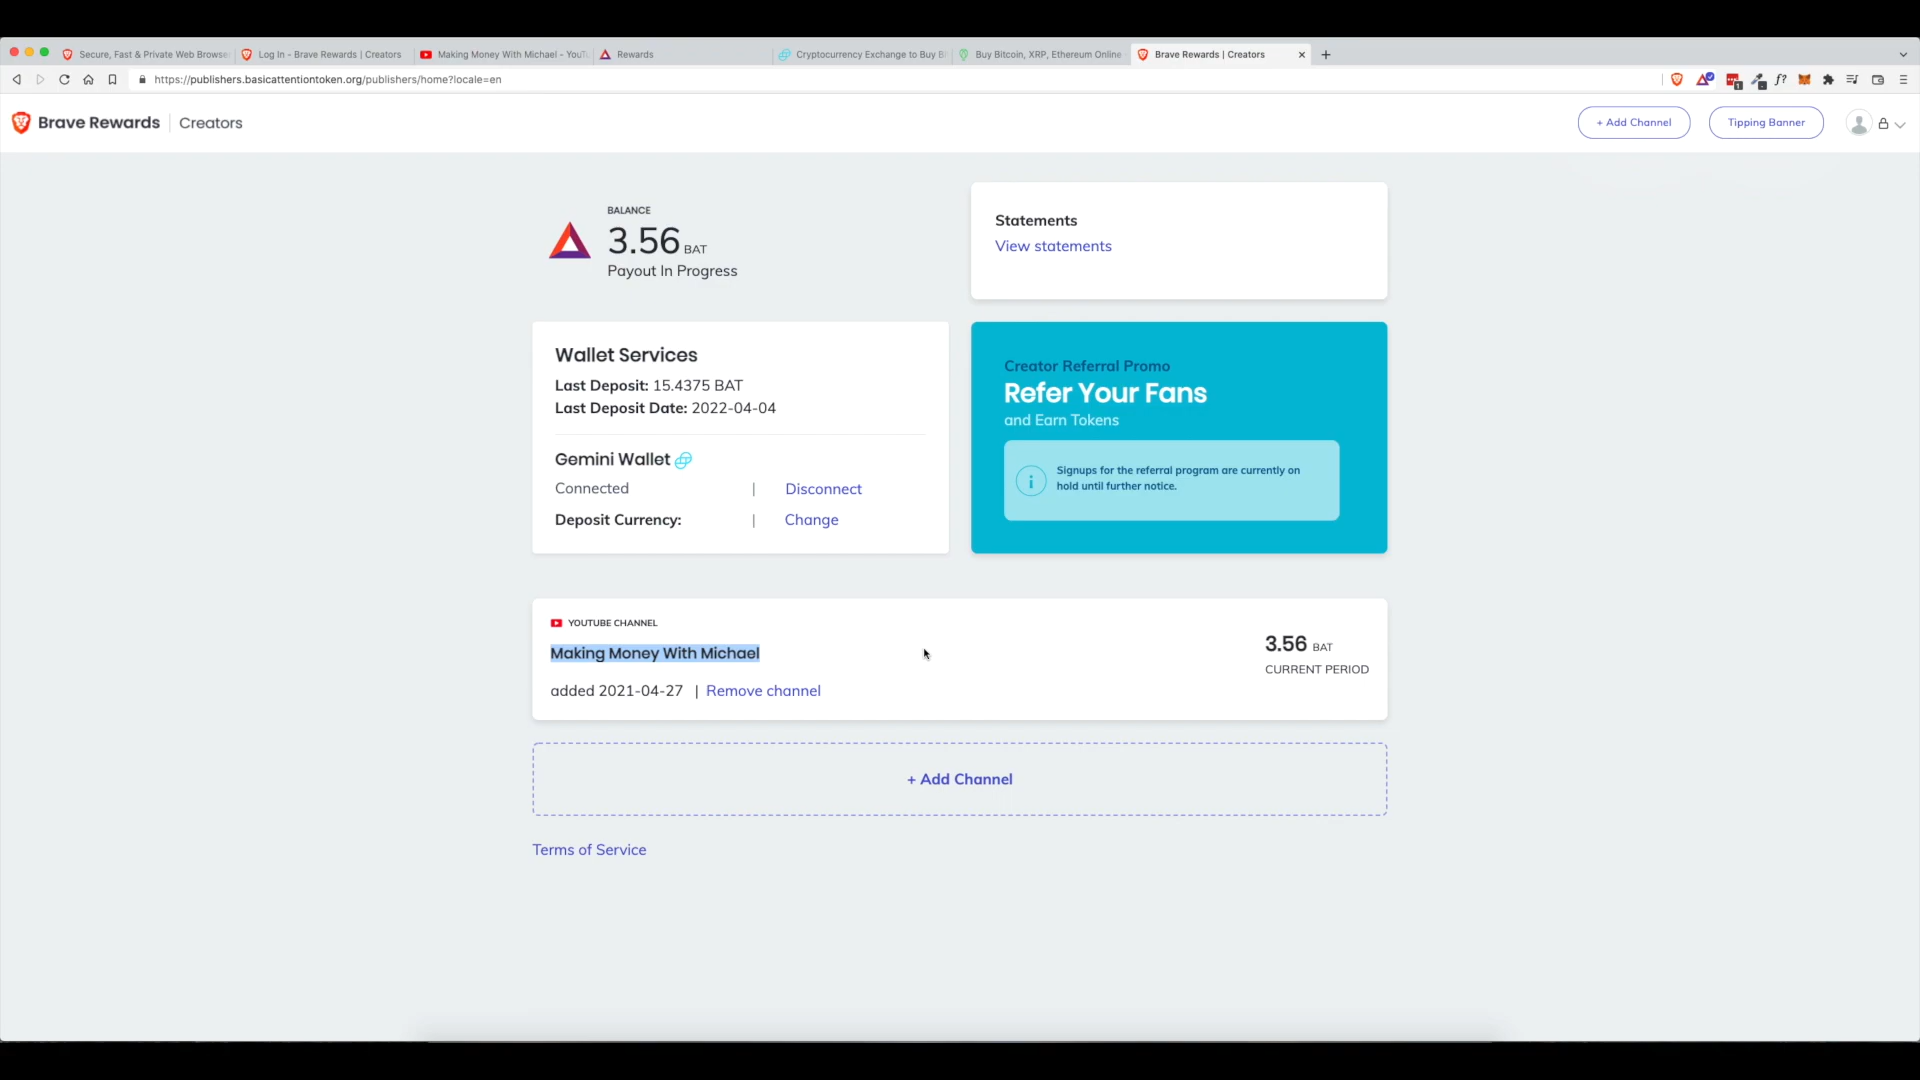 Secure, Fast & Private Web Browse
Log In - Brave Rewards | Creators
Making Money With Michael - YouTu
Rewards
Cryptocurrency Exchange to Buy Bi
Buy Bitcoin, XRP, Ethereum Online
Brave Rewards | Creators
https://publishers.basicattentiontoken.org/publishers/home?locale=en
Brave Rewards | Creators
+ Add Channel
Tipping Banner
BALANCE
3.56 BAT
Payout In Progress
Statements
View statements
Wallet Services
Last Deposit: 15.4375 BAT
Last Deposit Date: 2022-04-04
Gemini Wallet
Connected | Disconnect
Deposit Currency: | Change
Creator Referral Promo
Refer Your Fans
and Earn Tokens
Signups for the referral program are currently on
hold until further notice.
YOUTUBE CHANNEL
Making Money With Michael
added 2021-04-27 | Remove channel
3.56 BAT
CURRENT PERIOD
+ Add Channel
Terms of Service